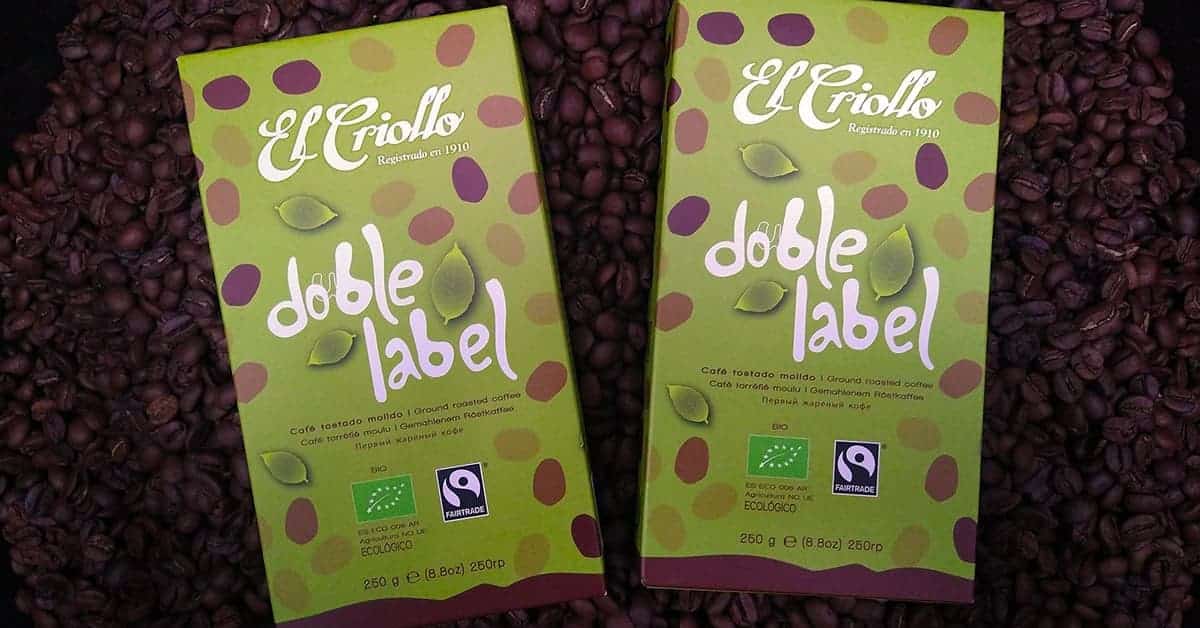 El Criollo
Registrado en 1910
doble
label
Café tostado molido | Ground roasted coffee
Café torréfié moulu | Gemahlenem Röstkaffee
Первый жареный кофе
BIO
FAIRTRADE
ES ECO 006 AR
Agricultura NO UE
ECOLÓGICO
250 g ℮ (8.8oz) 250гр
El Criollo
Registrado en 1910
doble
label
Café tostado molido | Ground roasted coffee
Café torréfié moulu | Gemahlenem Röstkaffee
Первый жареный кофе
BIO
FAIRTRADE
ES ECO 006 AR
Agricultura NO UE
ECOLÓGICO
250 g ℮ (8.8oz) 250гр